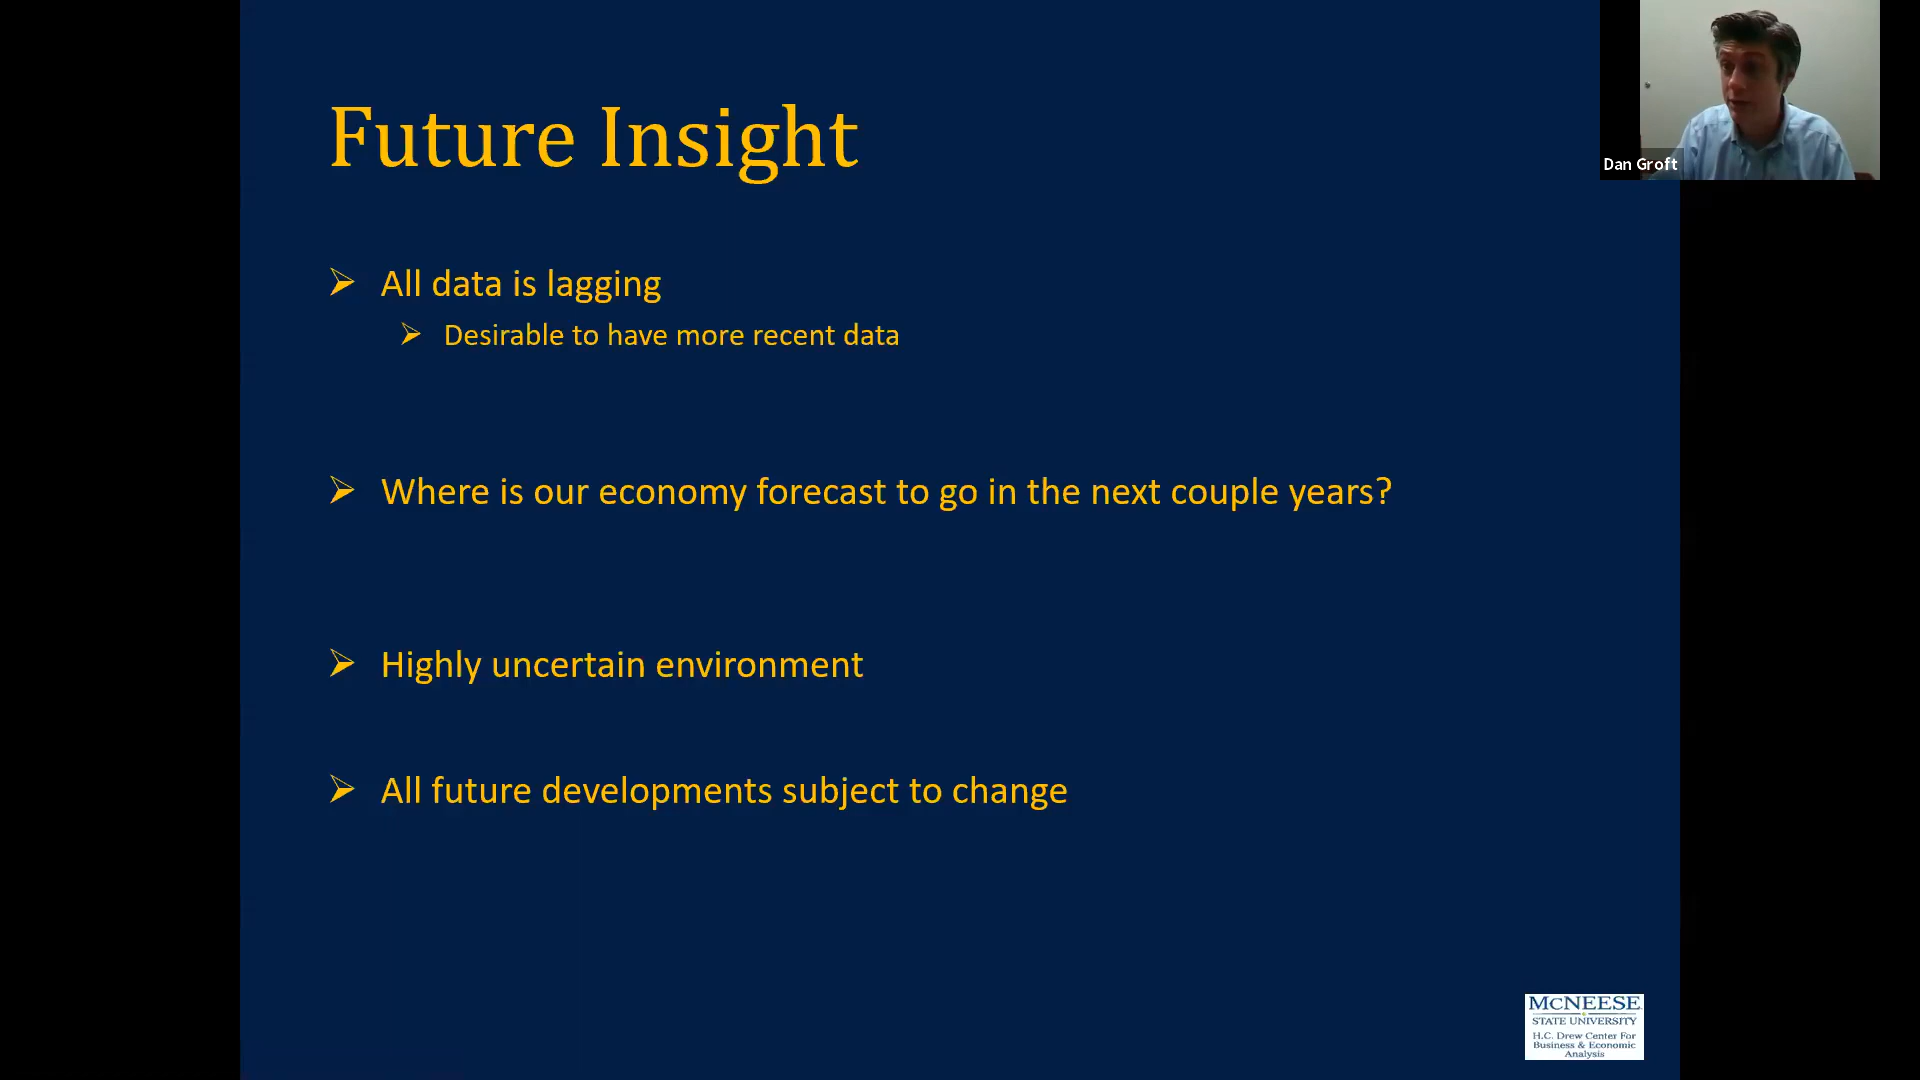 Future Insight
Dan Groft
All data is lagging
Desirable to have more recent data
Where is our economy forecast to go in the next couple years?
Highly uncertain environment
All future developments subject to change
McNEESE
STATE UNIVERSITY
H.C. Drew Center For
Business & Economic
Analysis